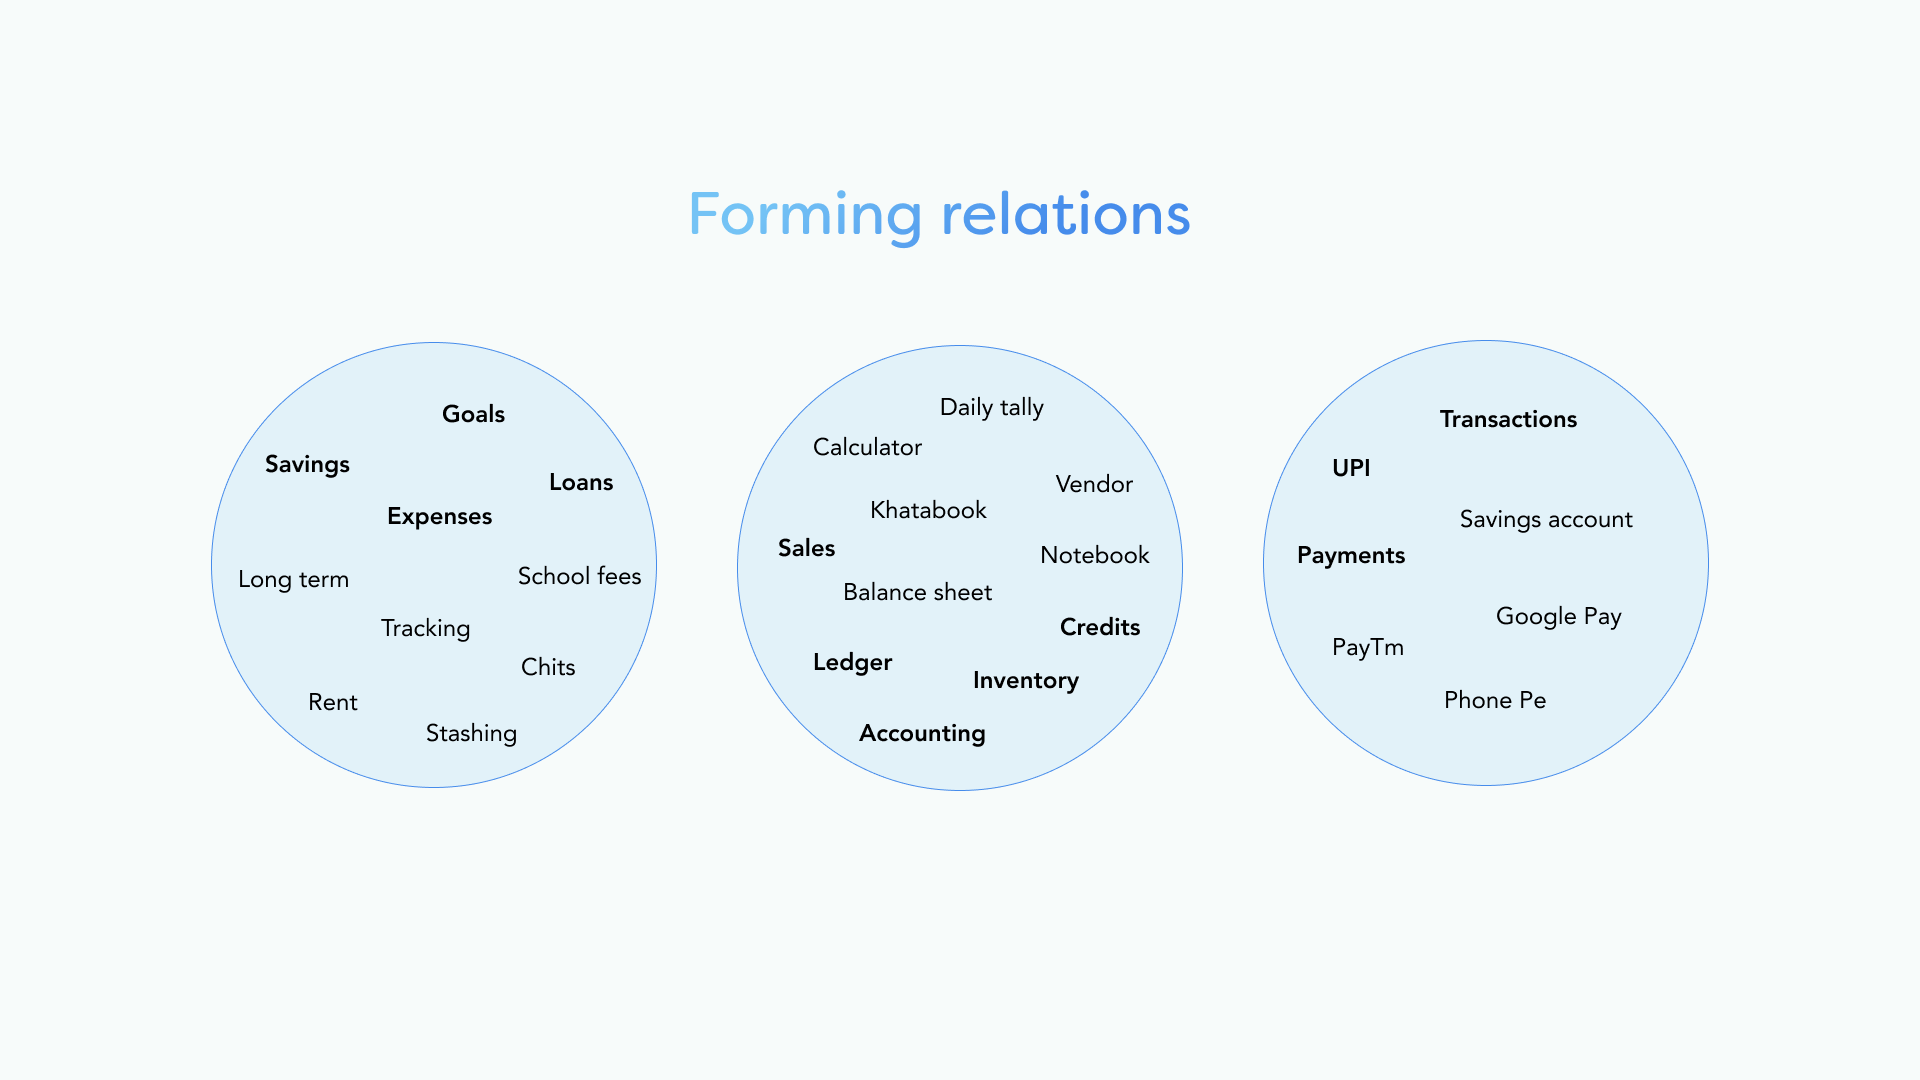 Forming relations
Goals
Savings
Loans
Expenses
Long term
School fees
Tracking
Chits
Rent
Stashing
Daily tally
Calculator
Vendor
Khatabook
Sales
Notebook
Balance sheet
Credits
Ledger
Inventory
Accounting
Transactions
UPI
Savings account
Payments
Google Pay
PayTm
Phone Pe